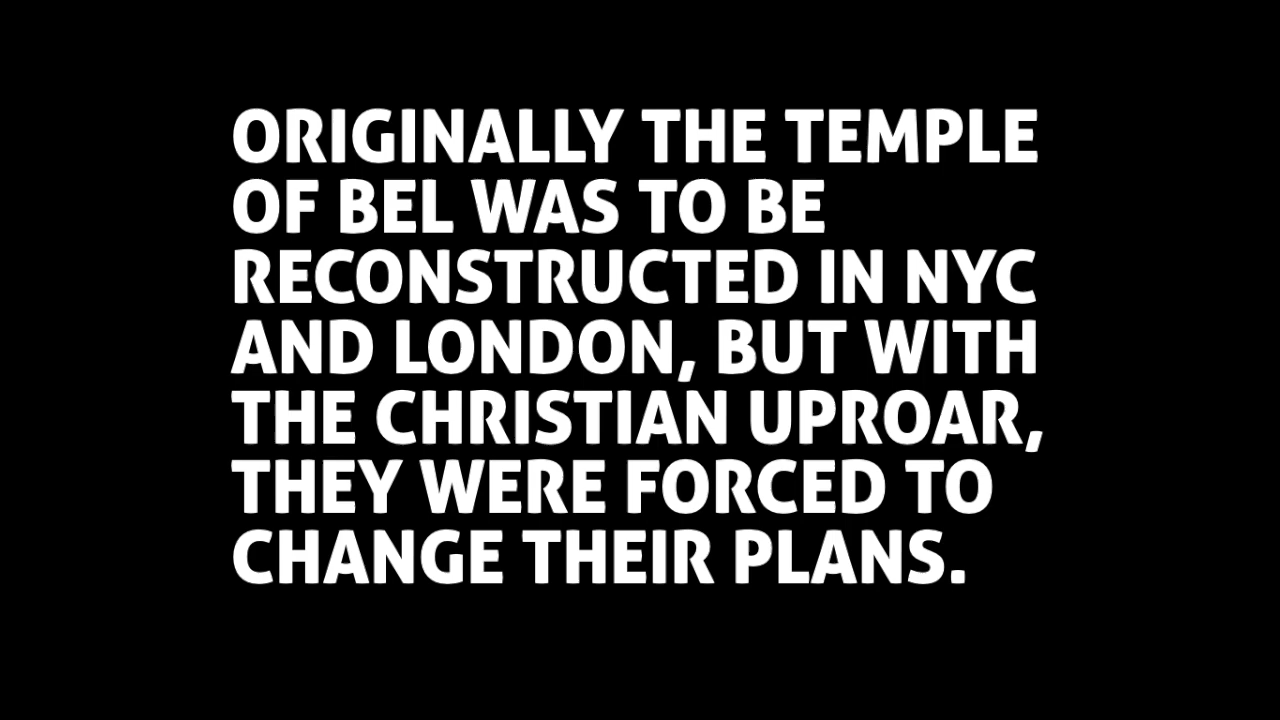 ORIGINALLY THE TEMPLE
OF BEL WAS TO BE
RECONSTRUCTED IN NYC
AND LONDON, BUT WITH
THE CHRISTIAN UPROAR,
THEY WERE FORCED TO
CHANGE THEIR PLANS.